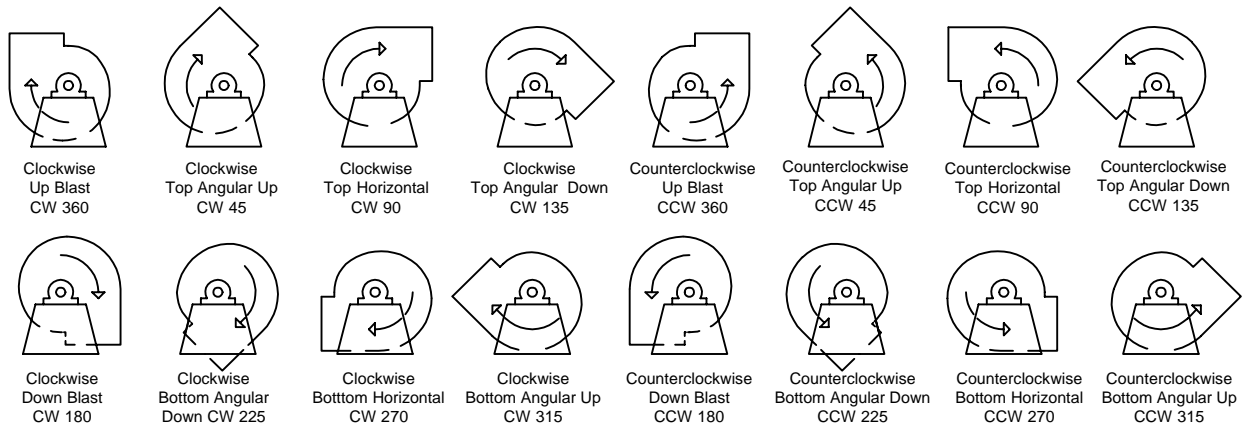 Clockwise
Up Blast
CW 360
Clockwise
Top Angular Up
CW 45
Clockwise
Top Horizontal
CW 90
Clockwise
Top Angular Down
CW 135
Counterclockwise
Up Blast
CCW 360
Counterclockwise
Top Angular Up
CCW 45
Counterclockwise
Top Horizontal
CCW 90
Counterclockwise
Top Angular Down
CCW 135
Clockwise
Down Blast
CW 180
Clockwise
Bottom Angular
Down CW 225
Clockwise
Botttom Horizontal
CW 270
Clockwise
Bottom Angular Up
CW 315
Counterclockwise
Down Blast
CCW 180
Counterclockwise
Bottom Angular Down
CCW 225
Counterclockwise
Bottom Horizontal
CCW 270
Counterclockwise
Bottom Angular Up
CCW 315